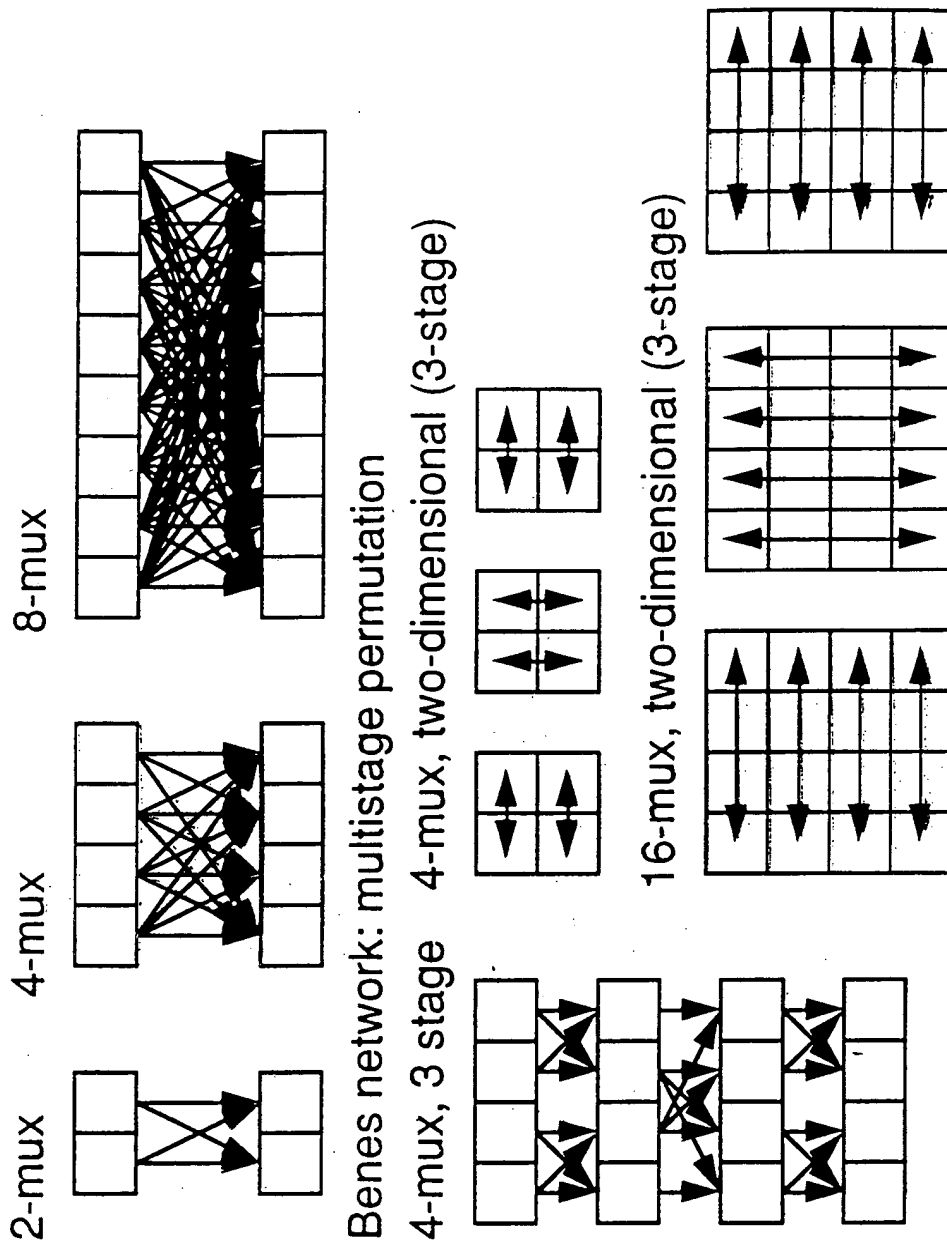 2-mux
4-mux
8-mux
Benes network: multistage permutation
4-mux, 3 stage
4-mux, two-dimensional (3-stage)
16-mux, two-dimensional (3-stage)